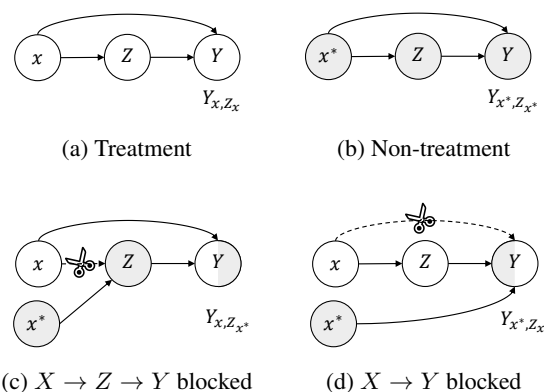 x Z Y
Y_{x,Z_x}
(a) Treatment
x* Z Y
Y_{x*,Z_{x*}}
(b) Non-treatment
x Z Y
x*
Y_{x,Z_{x*}}
(c) X → Z → Y blocked
x Z Y
x*
Y_{x*,Z_x}
(d) X → Y blocked